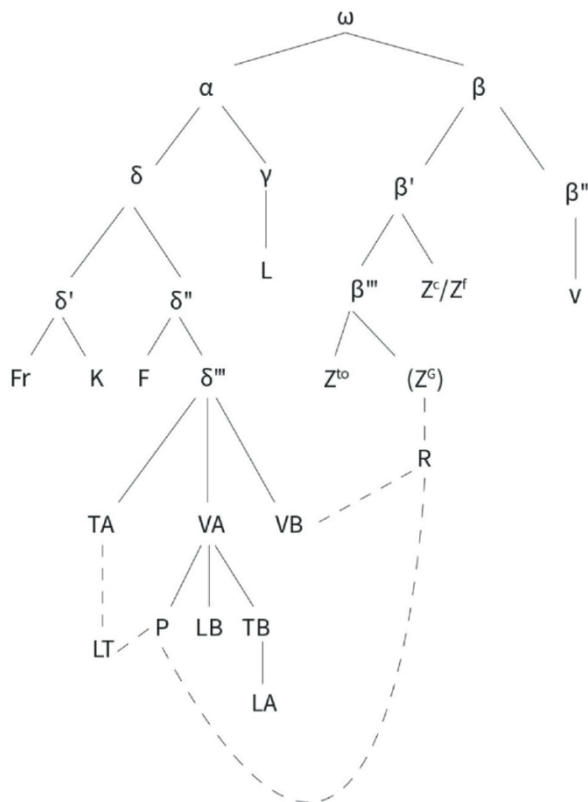 ω
α β
δ γ β' β''
δ' δ'' L β''' Zᶜ/Zᶠ v
Fr K F δ''' Zᵗᵒ (Zᴳ)
R
TA VA VB
LT P LB TB
LA